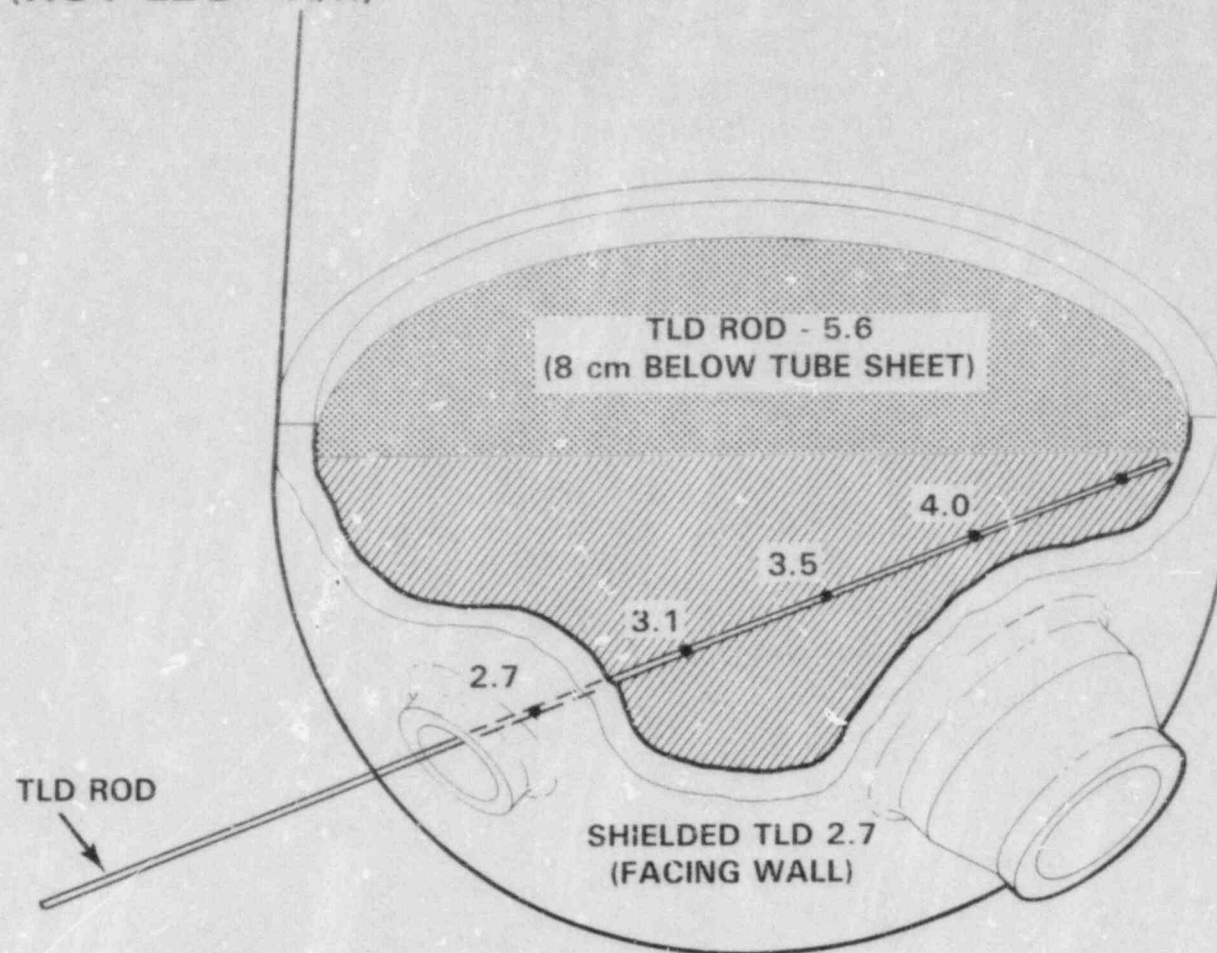 TLD ROD - 5.6
(8 cm BELOW TUBE SHEET)
4.0
3.5
3.1
2.7
TLD ROD
SHIELDED TLD 2.7
(FACING WALL)